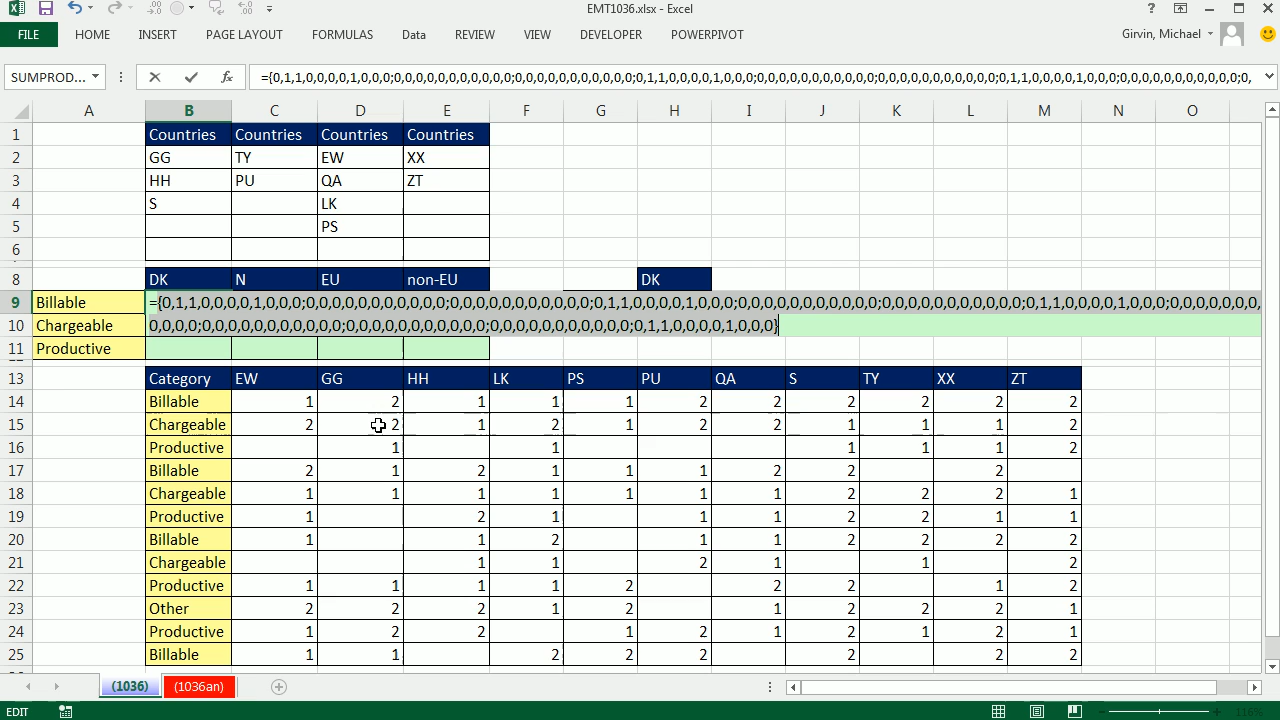 EMT1036.xlsx - Excel
FILE HOME INSERT PAGE LAYOUT FORMULAS Data REVIEW VIEW DEVELOPER POWERPIVOT Girvin, Michael
SUMPROD... ={0,1,1,0,0,0,0,1,0,0,0;0,0,0,0,0,0,0,0,0,0,0;0,0,0,0,0,0,0,0,0,0,0;0,1,1,0,0,0,0,1,0,0,0;0,0,0,0,0,0,0,0,0,0,0;0,0,0,0,0,0,0,0,0,0,0;0,1,1,0,0,0,0,1,0,0,0;0,0,0,0,0,0,0,0,0,0,0;0,
A B C D E F G H I J K L M N O
1 Countries Countries Countries Countries
2 GG TY EW XX
3 HH PU QA ZT
4 S LK
5 PS
6
8 DK N EU non-EU DK
9 Billable ={0,1,1,0,0,0,0,1,0,0,0;0,0,0,0,0,0,0,0,0,0,0;0,0,0,0,0,0,0,0,0,0,0;0,1,1,0,0,0,0,1,0,0,0;0,0,0,0,0,0,0,0,0,0,0;0,0,0,0,0,0,0,0,0,0,0;0,1,1,0,0,0,0,1,0,0,0;0,0,0,0,0,0,0,
10 Chargeable 0,0,0,0;0,0,0,0,0,0,0,0,0,0,0;0,0,0,0,0,0,0,0,0,0,0;0,0,0,0,0,0,0,0,0,0,0;0,1,1,0,0,0,0,1,0,0,0}
11 Productive
13 Category EW GG HH LK PS PU QA S TY XX ZT
14 Billable 1 2 1 1 1 2 2 2 2 2 2
15 Chargeable 2 2 1 2 1 2 2 1 1 1 2
16 Productive 1 1 1 1 1 2
17 Billable 2 1 2 1 1 1 2 2 2
18 Chargeable 1 1 1 1 1 1 1 2 2 2 1
19 Productive 1 2 1 1 1 2 2 1 1
20 Billable 1 1 2 1 1 2 2 2 2
21 Chargeable 1 1 2 1 1 2
22 Productive 1 1 1 1 2 2 2 1 2
23 Other 2 2 2 1 2 1 2 2 2 1
24 Productive 1 2 2 1 2 1 2 1 2 1
25 Billable 1 1 2 2 2 2 2 2
(1036) (1036an)
EDIT 116%